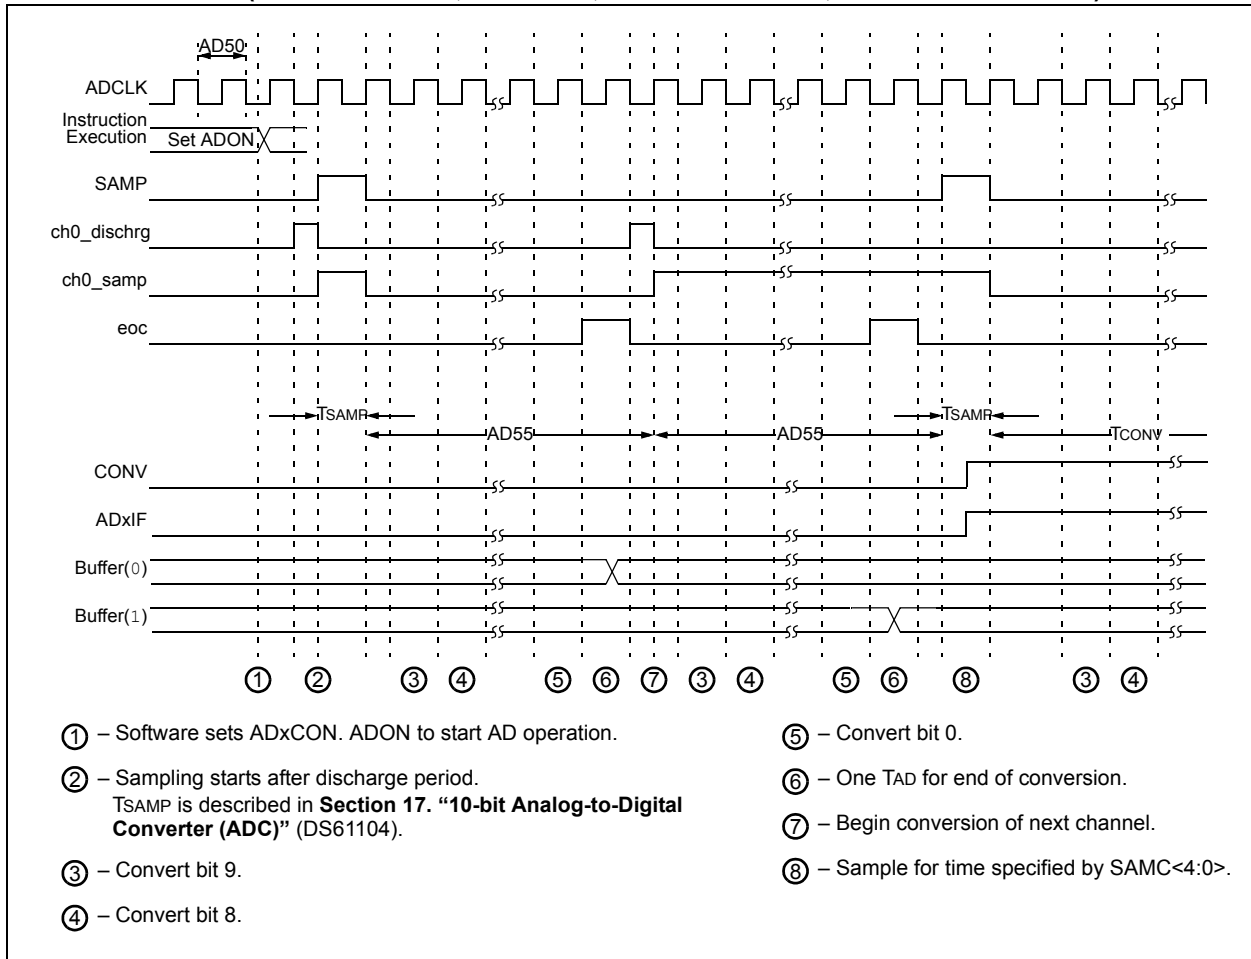 AD50
ADCLK
Instruction
Execution
Set ADON
SAMP
ch0_dischrg
ch0_samp
eoc
TSAMP
TSAMP
AD55
AD55
TCONV
CONV
ADxIF
Buffer(0)
Buffer(1)
1 2 3 4 5 6 7 3 4 5 6 8 3 4
1 – Software sets ADxCON. ADON to start AD operation.
2 – Sampling starts after discharge period.
TSAMP is described in Section 17. “10-bit Analog-to-Digital
Converter (ADC)” (DS61104).
3 – Convert bit 9.
4 – Convert bit 8.
5 – Convert bit 0.
6 – One TAD for end of conversion.
7 – Begin conversion of next channel.
8 – Sample for time specified by SAMC<4:0>.